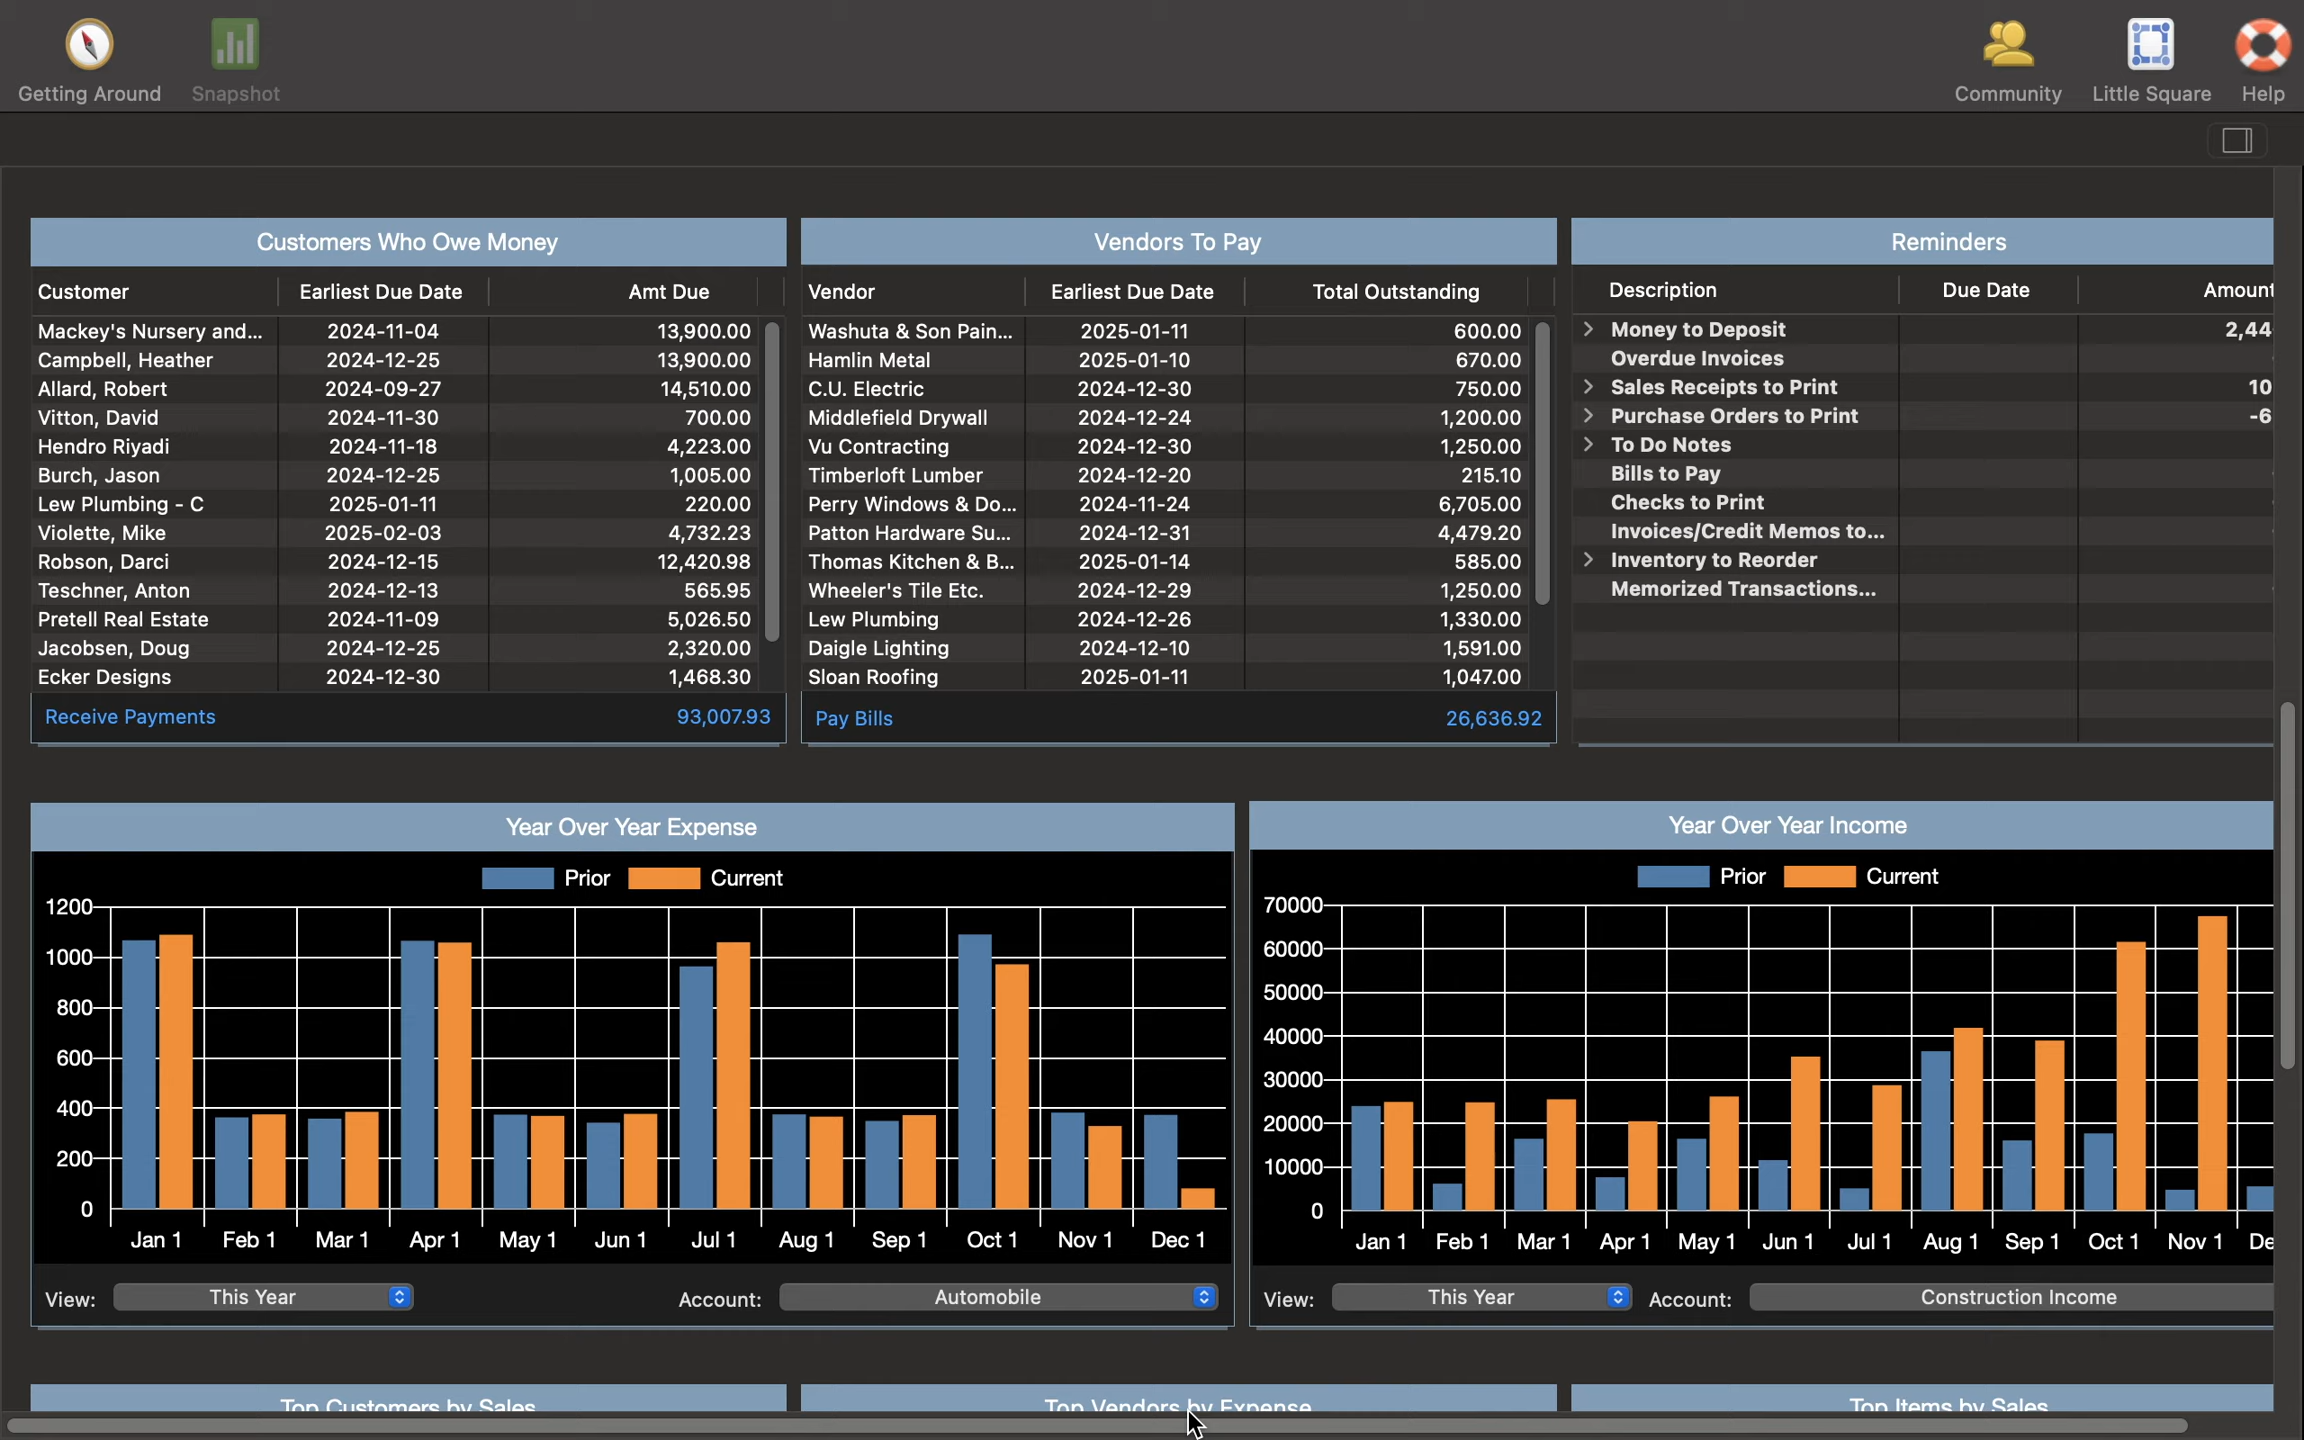 Getting Around
Snapshot
Community
Little Square
Help
Customers Who Owe Money
Customer Earliest Due Date Amt Due
Mackey's Nursery and... 2024-11-04 13,900.00
Campbell, Heather 2024-12-25 13,900.00
Allard, Robert 2024-09-27 14,510.00
Vitton, David 2024-11-30 700.00
Hendro Riyadi 2024-11-18 4,223.00
Burch, Jason 2024-12-25 1,005.00
Lew Plumbing - C 2025-01-11 220.00
Violette, Mike 2025-02-03 4,732.23
Robson, Darci 2024-12-15 12,420.98
Teschner, Anton 2024-12-13 565.95
Pretell Real Estate 2024-11-09 5,026.50
Jacobsen, Doug 2024-12-25 2,320.00
Ecker Designs 2024-12-30 1,468.30
Receive Payments 93,007.93
Vendors To Pay
Vendor Earliest Due Date Total Outstanding
Washuta & Son Pain... 2025-01-11 600.00
Hamlin Metal 2025-01-10 670.00
C.U. Electric 2024-12-30 750.00
Middlefield Drywall 2024-12-24 1,200.00
Vu Contracting 2024-12-30 1,250.00
Timberloft Lumber 2024-12-20 215.10
Perry Windows & Do... 2024-11-24 6,705.00
Patton Hardware Su... 2024-12-31 4,479.20
Thomas Kitchen & B... 2025-01-14 585.00
Wheeler's Tile Etc. 2024-12-29 1,250.00
Lew Plumbing 2024-12-26 1,330.00
Daigle Lighting 2024-12-10 1,591.00
Sloan Roofing 2025-01-11 1,047.00
Pay Bills 26,636.92
Reminders
Description Due Date Amount
Money to Deposit 2,44
Overdue Invoices
Sales Receipts to Print 10
Purchase Orders to Print -6
To Do Notes
Bills to Pay
Checks to Print
Invoices/Credit Memos to...
Inventory to Reorder
Memorized Transactions...
Year Over Year Expense
Prior Current
1200
1000
800
600
400
200
0
Jan 1 Feb 1 Mar 1 Apr 1 May 1 Jun 1 Jul 1 Aug 1 Sep 1 Oct 1 Nov 1 Dec 1
View: This Year Account: Automobile
Year Over Year Income
Prior Current
70000
60000
50000
40000
30000
20000
10000
0
Jan 1 Feb 1 Mar 1 Apr 1 May 1 Jun 1 Jul 1 Aug 1 Sep 1 Oct 1 Nov 1 De
View: This Year Account: Construction Income
Top Customers by Sales
Top Vendors by Expense
Top Items by Sales